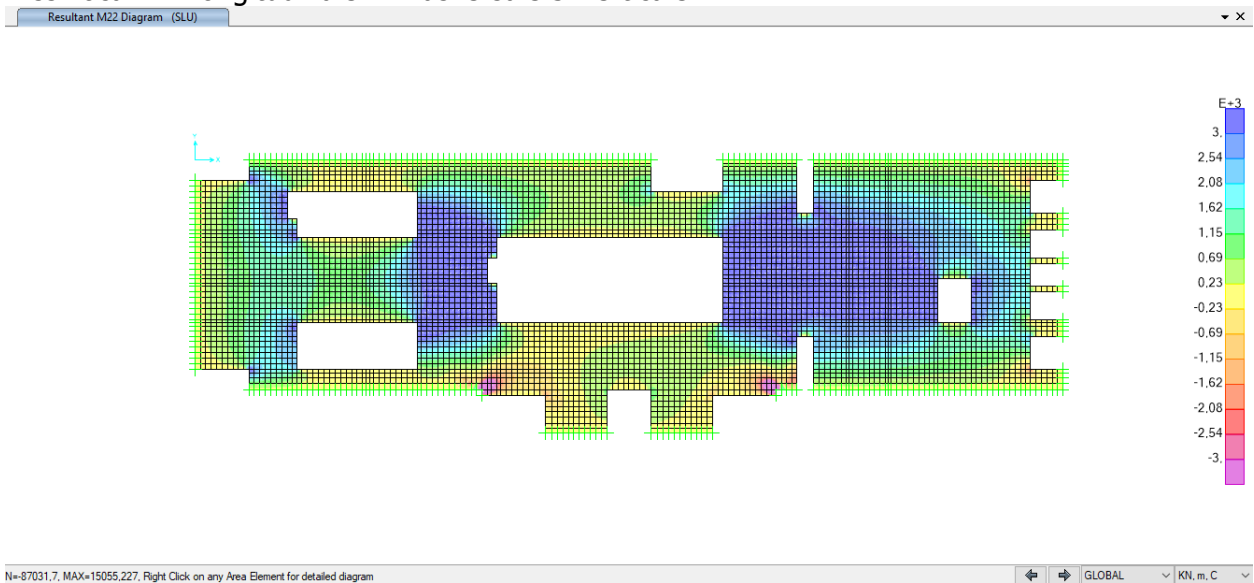 Resultant M22 Diagram (SLU)
E+3
3,
2.54
2.08
1.62
1.15
0.69
0.23
-0.23
-0.69
-1.15
-1.62
-2.08
-2.54
-3,
N=-87031,7, MAX=15055,227, Right Click on any Area Element for detailed diagram
GLOBAL
KN, m, C